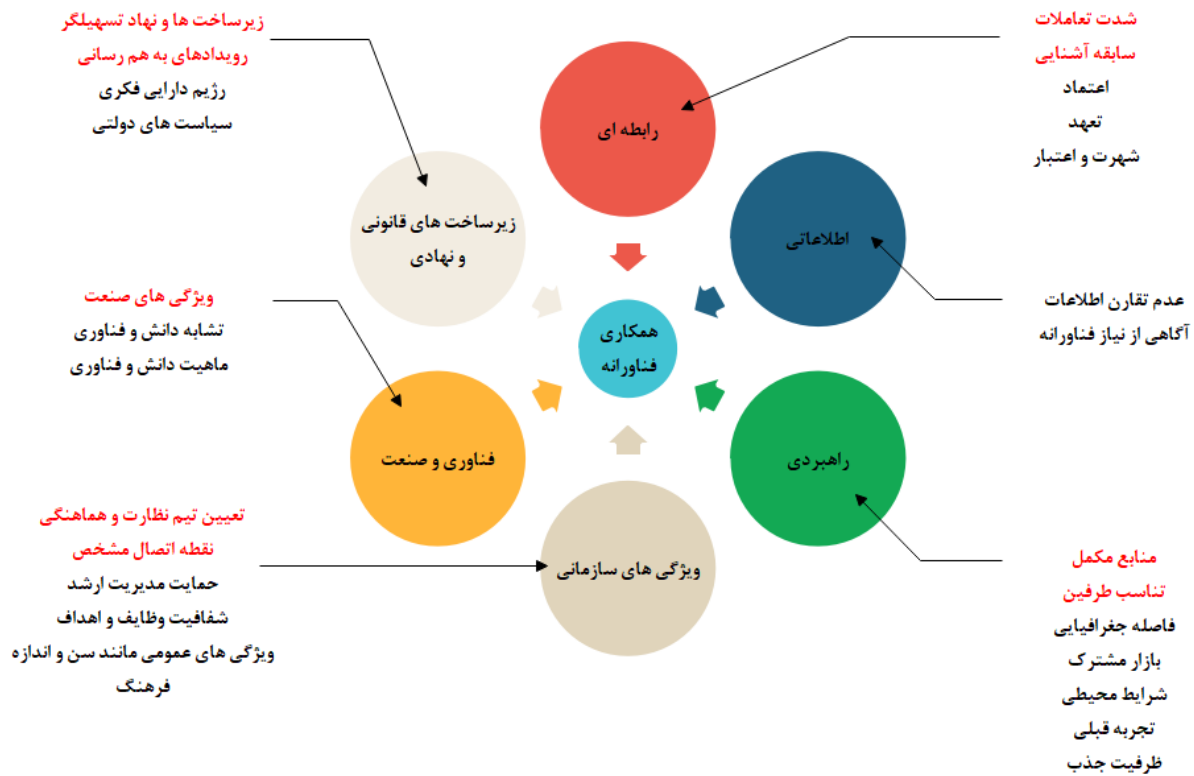 زیرساخت ها و نهاد تسهیلگر
رویدادهای به هم رسانی
رژیم دارایی فکری
سیاست های دولتی
شدت تعاملات
سابقه آشنایی
اعتماد
تعهد
شهرت و اعتبار
رابطه ای
زیرساخت های قانونی
و نهادی
اطلاعاتی
عدم تقارن اطلاعات
آگاهی از نیاز فناورانه
ویژگی های صنعت
تشابه دانش و فناوری
ماهیت دانش و فناوری
همکاری
فناورانه
فناوری و صنعت
راهبردی
ویژگی های سازمانی
تعیین تیم نظارت و هماهنگی
نقطه اتصال مشخص
حمایت مدیریت ارشد
شفافیت وظایف و اهداف
ویژگی های عمومی مانند سن و اندازه
فرهنگ
منابع مکمل
تناسب طرفین
فاصله جغرافیایی
بازار مشترک
شرایط محیطی
تجربه قبلی
ظرفیت جذب